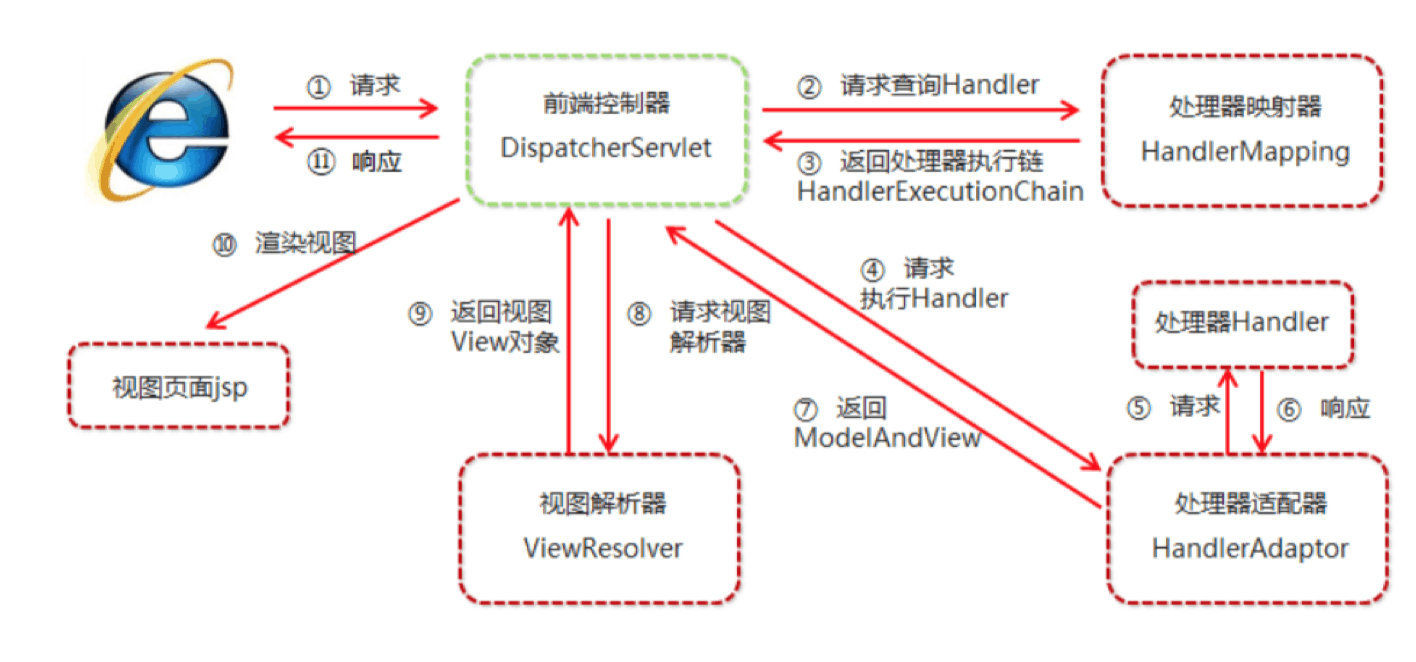 ① 请求
⑪ 响应
前端控制器
DispatcherServlet
② 请求查询Handler
③ 返回处理器执行链
HandlerExecutionChain
处理器映射器
HandlerMapping
④ 请求
执行Handler
处理器Handler
⑤ 请求
⑥ 响应
处理器适配器
HandlerAdaptor
⑦ 返回
ModelAndView
⑧ 请求视图
解析器
⑨ 返回视图
View对象
视图解析器
ViewResolver
⑩ 渲染视图
视图页面jsp